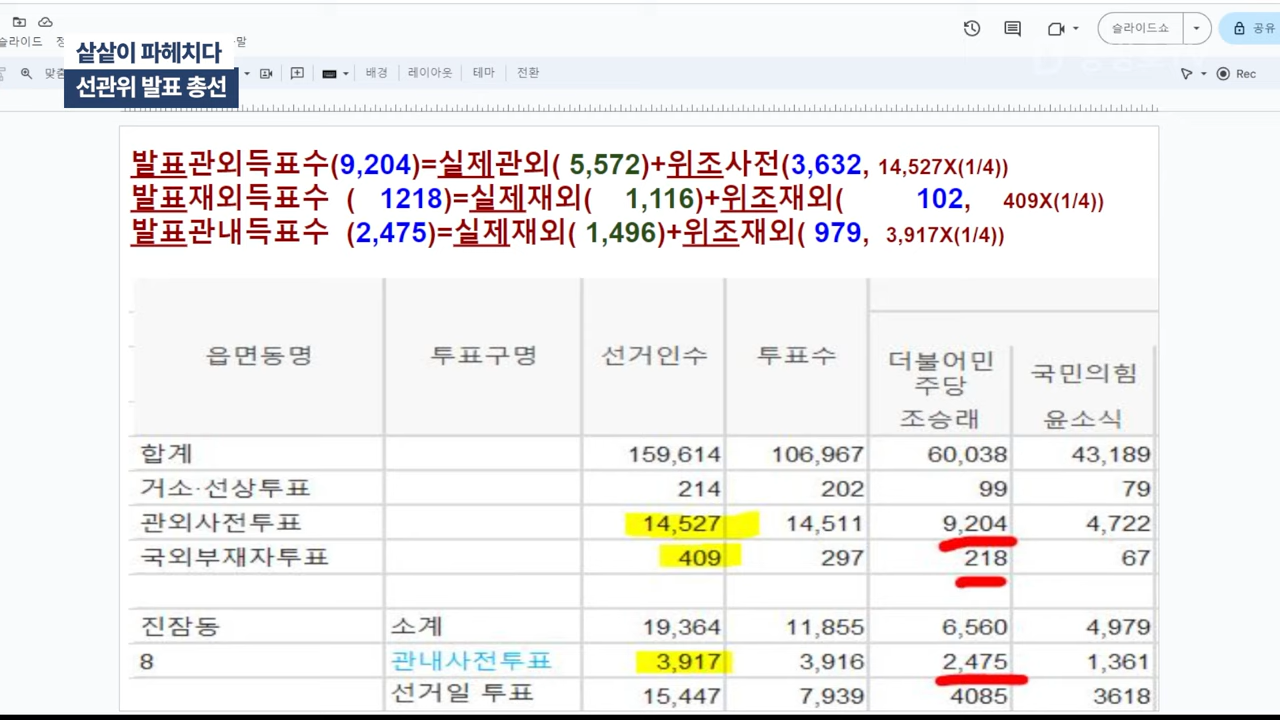 슬라이드
말
살살이 파헤치다
선관위 발표 총선
슬라이드쇼
공유
배경
레이아웃
테마
전환
Rec
발표관외득표수(9,204)=실제관외( 5,572)+위조사전(3,632, 14,527X(1/4))
발표재외득표수 ( 1218)=실제재외( 1,116)+위조재외( 102, 409X(1/4))
발표관내득표수 (2,475)=실제재외( 1,496)+위조재외( 979, 3,917X(1/4))
읍면동명 투표구명 선거인수 투표수 더불어민주당 조승래 국민의힘 윤소식
합계 159,614 106,967 60,038 43,189
거소·선상투표 214 202 99 79
관외사전투표 14,527 14,511 9,204 4,722
국외부재자투표 409 297 218 67
진잠동 소계 19,364 11,855 6,560 4,979
8 관내사전투표 3,917 3,916 2,475 1,361
선거일 투표 15,447 7,939 4085 3618